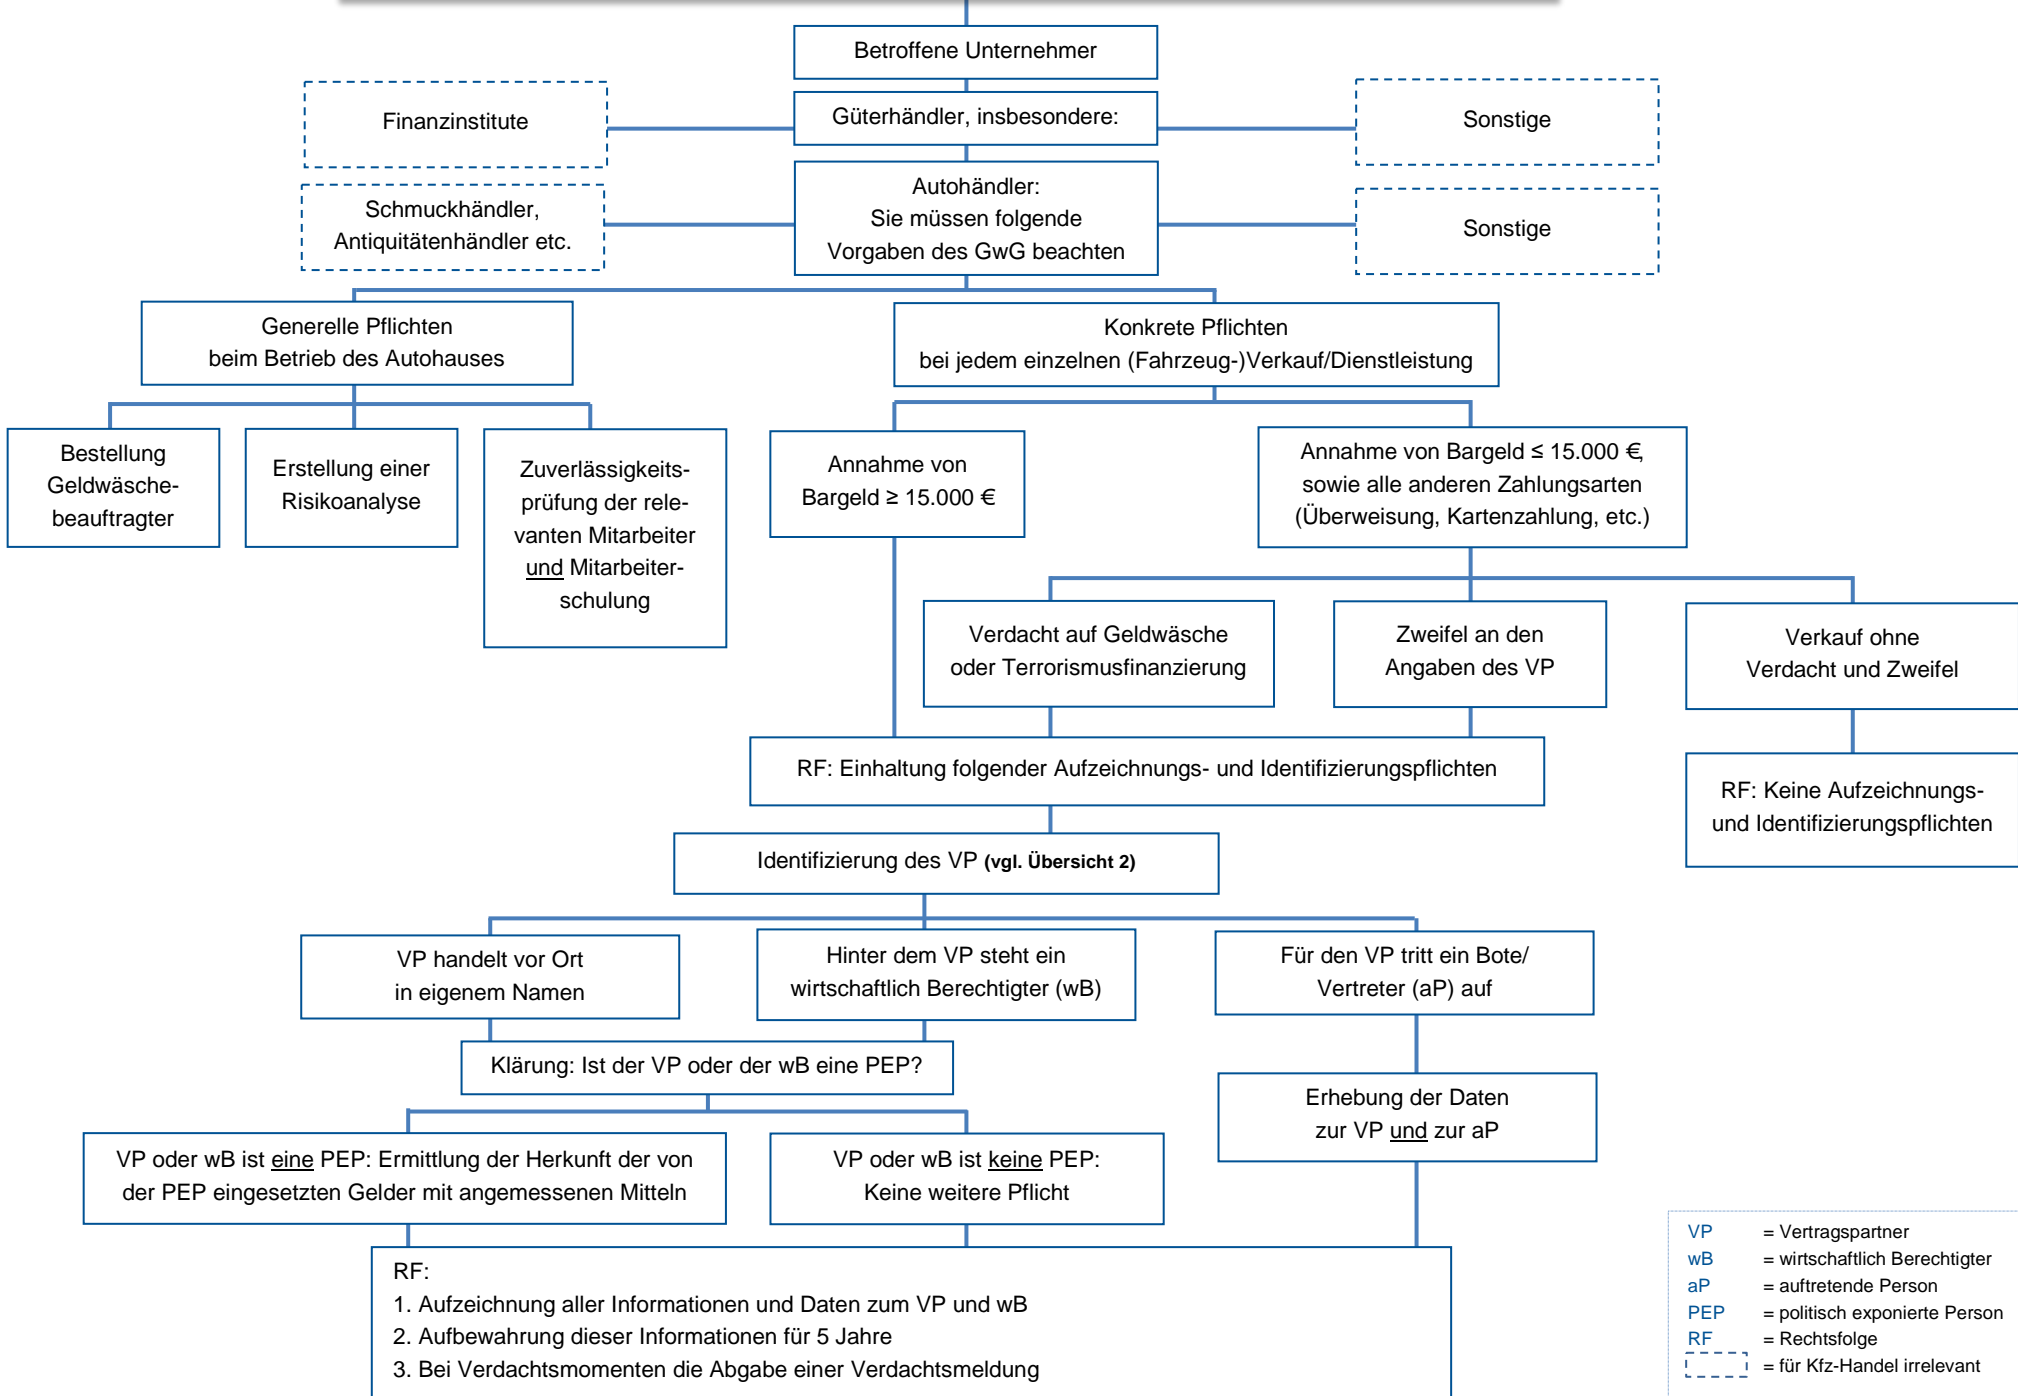 Betroffene Unternehmer
Finanzinstitute
Güterhändler, insbesondere:
Sonstige
Schmuckhändler,
Antiquitätenhändler etc.
Autohändler:
Sie müssen folgende
Vorgaben des GwG beachten
Sonstige
Generelle Pflichten
beim Betrieb des Autohauses
Konkrete Pflichten
bei jedem einzelnen (Fahrzeug-)Verkauf/Dienstleistung
Bestellung
Geldwäsche-
beauftragter
Erstellung einer
Risikoanalyse
Zuverlässigkeits-
prüfung der rele-
vanten Mitarbeiter
und Mitarbeiter-
schulung
Annahme von
Bargeld ≥ 15.000 €
Annahme von Bargeld ≤ 15.000 €,
sowie alle anderen Zahlungsarten
(Überweisung, Kartenzahlung, etc.)
Verdacht auf Geldwäsche
oder Terrorismusfinanzierung
Zweifel an den
Angaben des VP
Verkauf ohne
Verdacht und Zweifel
RF: Einhaltung folgender Aufzeichnungs- und Identifizierungspflichten
RF: Keine Aufzeichnungs-
und Identifizierungspflichten
Identifizierung des VP (vgl. Übersicht 2)
VP handelt vor Ort
in eigenem Namen
Hinter dem VP steht ein
wirtschaftlich Berechtigter (wB)
Für den VP tritt ein Bote/
Vertreter (aP) auf
Klärung: Ist der VP oder der wB eine PEP?
Erhebung der Daten
zur VP und zur aP
VP oder wB ist eine PEP: Ermittlung der Herkunft der von
der PEP eingesetzten Gelder mit angemessenen Mitteln
VP oder wB ist keine PEP:
Keine weitere Pflicht
RF:
1. Aufzeichnung aller Informationen und Daten zum VP und wB
2. Aufbewahrung dieser Informationen für 5 Jahre
3. Bei Verdachtsmomenten die Abgabe einer Verdachtsmeldung
VP = Vertragspartner
wB = wirtschaftlich Berechtigter
aP = auftretende Person
PEP = politisch exponierte Person
RF = Rechtsfolge
= für Kfz-Handel irrelevant